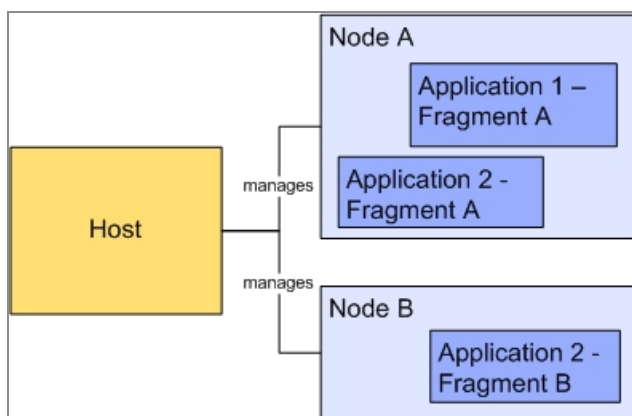 Node A
Application 1 –
Fragment A
manages
Application 2 -
Fragment A
Host
manages
Node B
Application 2 -
Fragment B